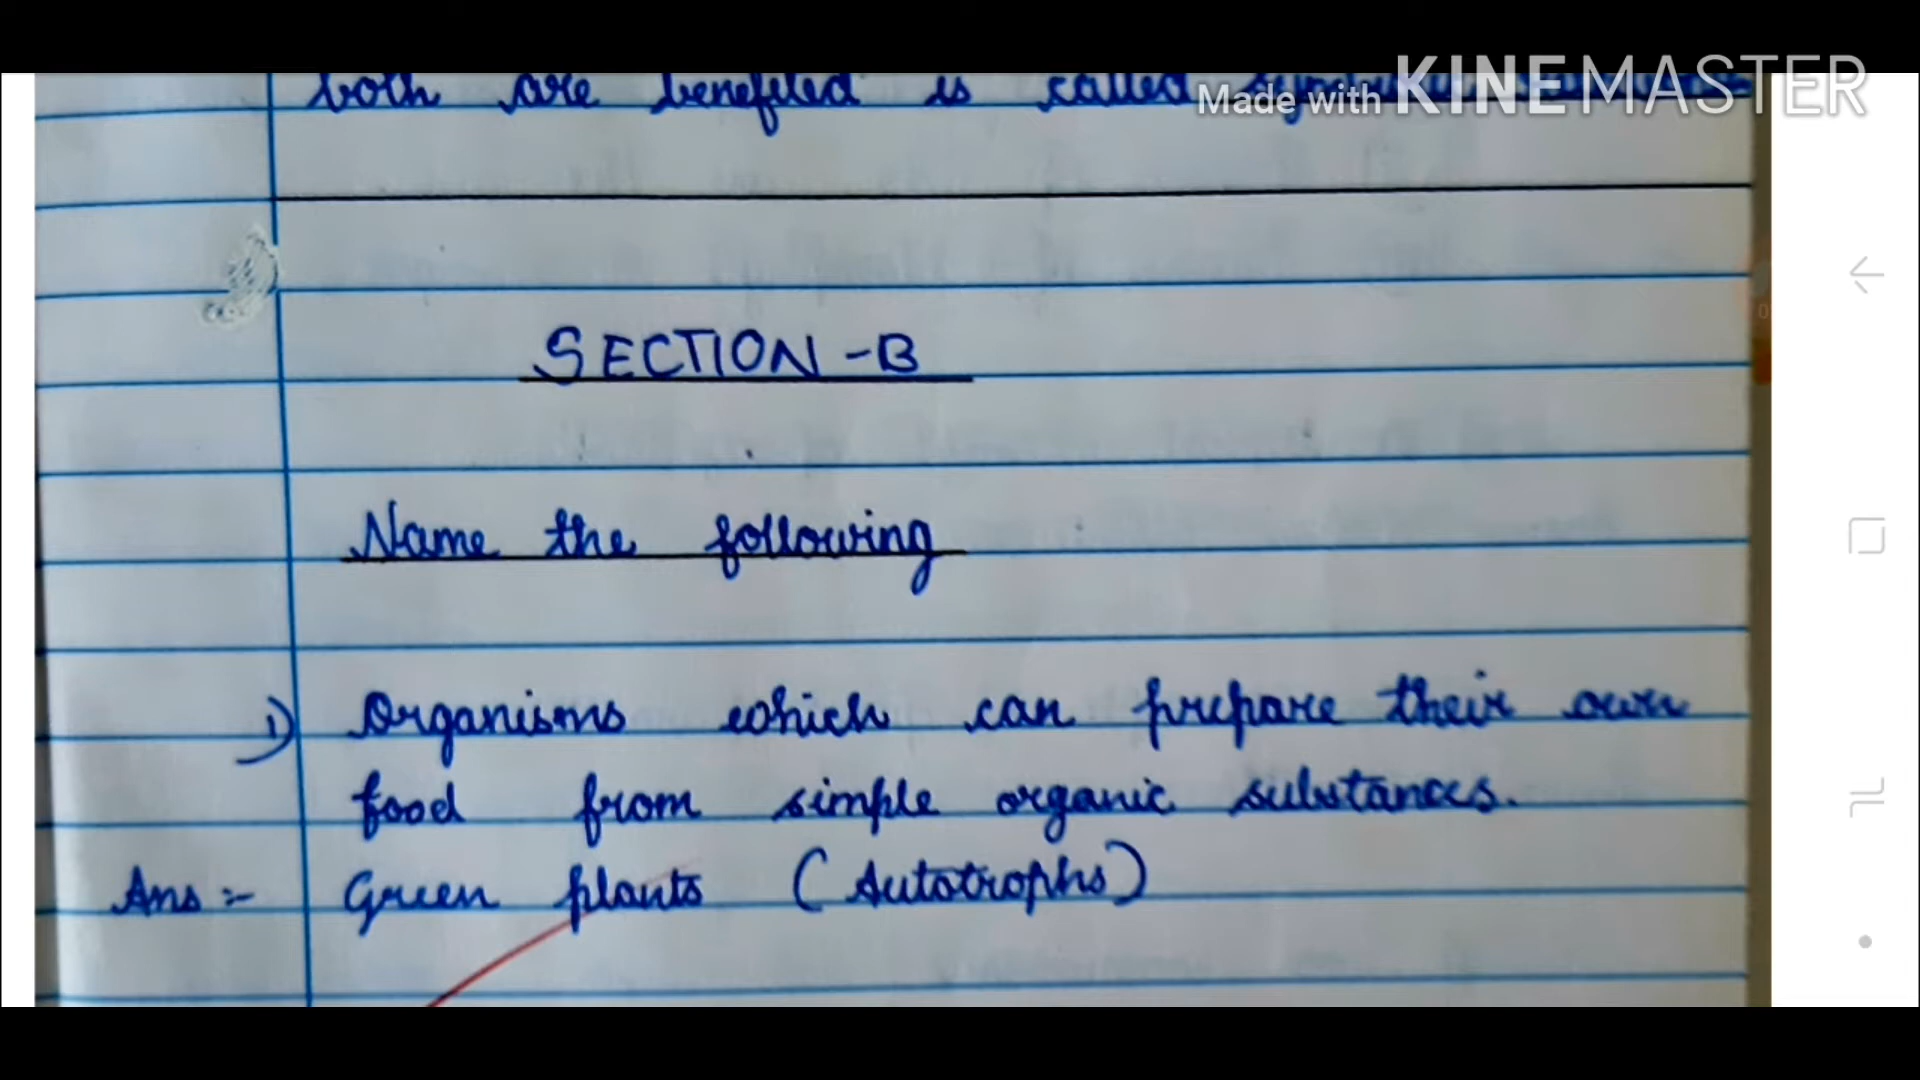 both are benefited is called
Made with KINEMASTER
SECTION - B
Name the following
1) Organisms which can prepare their own
food from simple organic substances.
Ans :- Green plants (Autotrophs)